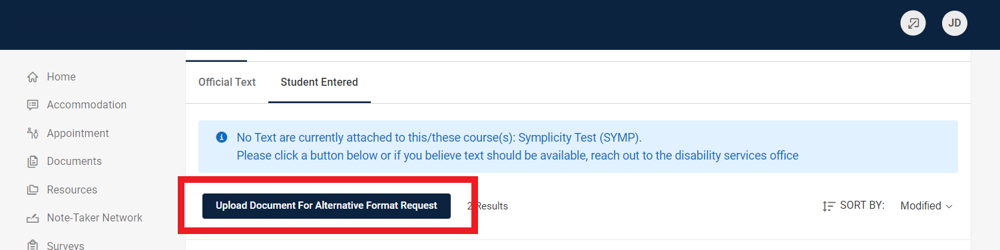 JD
Home
Accommodation
Appointment
Documents
Resources
Note-Taker Network
Surveys
Official Text
Student Entered
No Text are currently attached to this/these course(s): Symplicity Test (SYMP).
Please click a button below or if you believe text should be available, reach out to the disability services office
Upload Document For Alternative Format Request
2 Results
SORT BY:
Modified